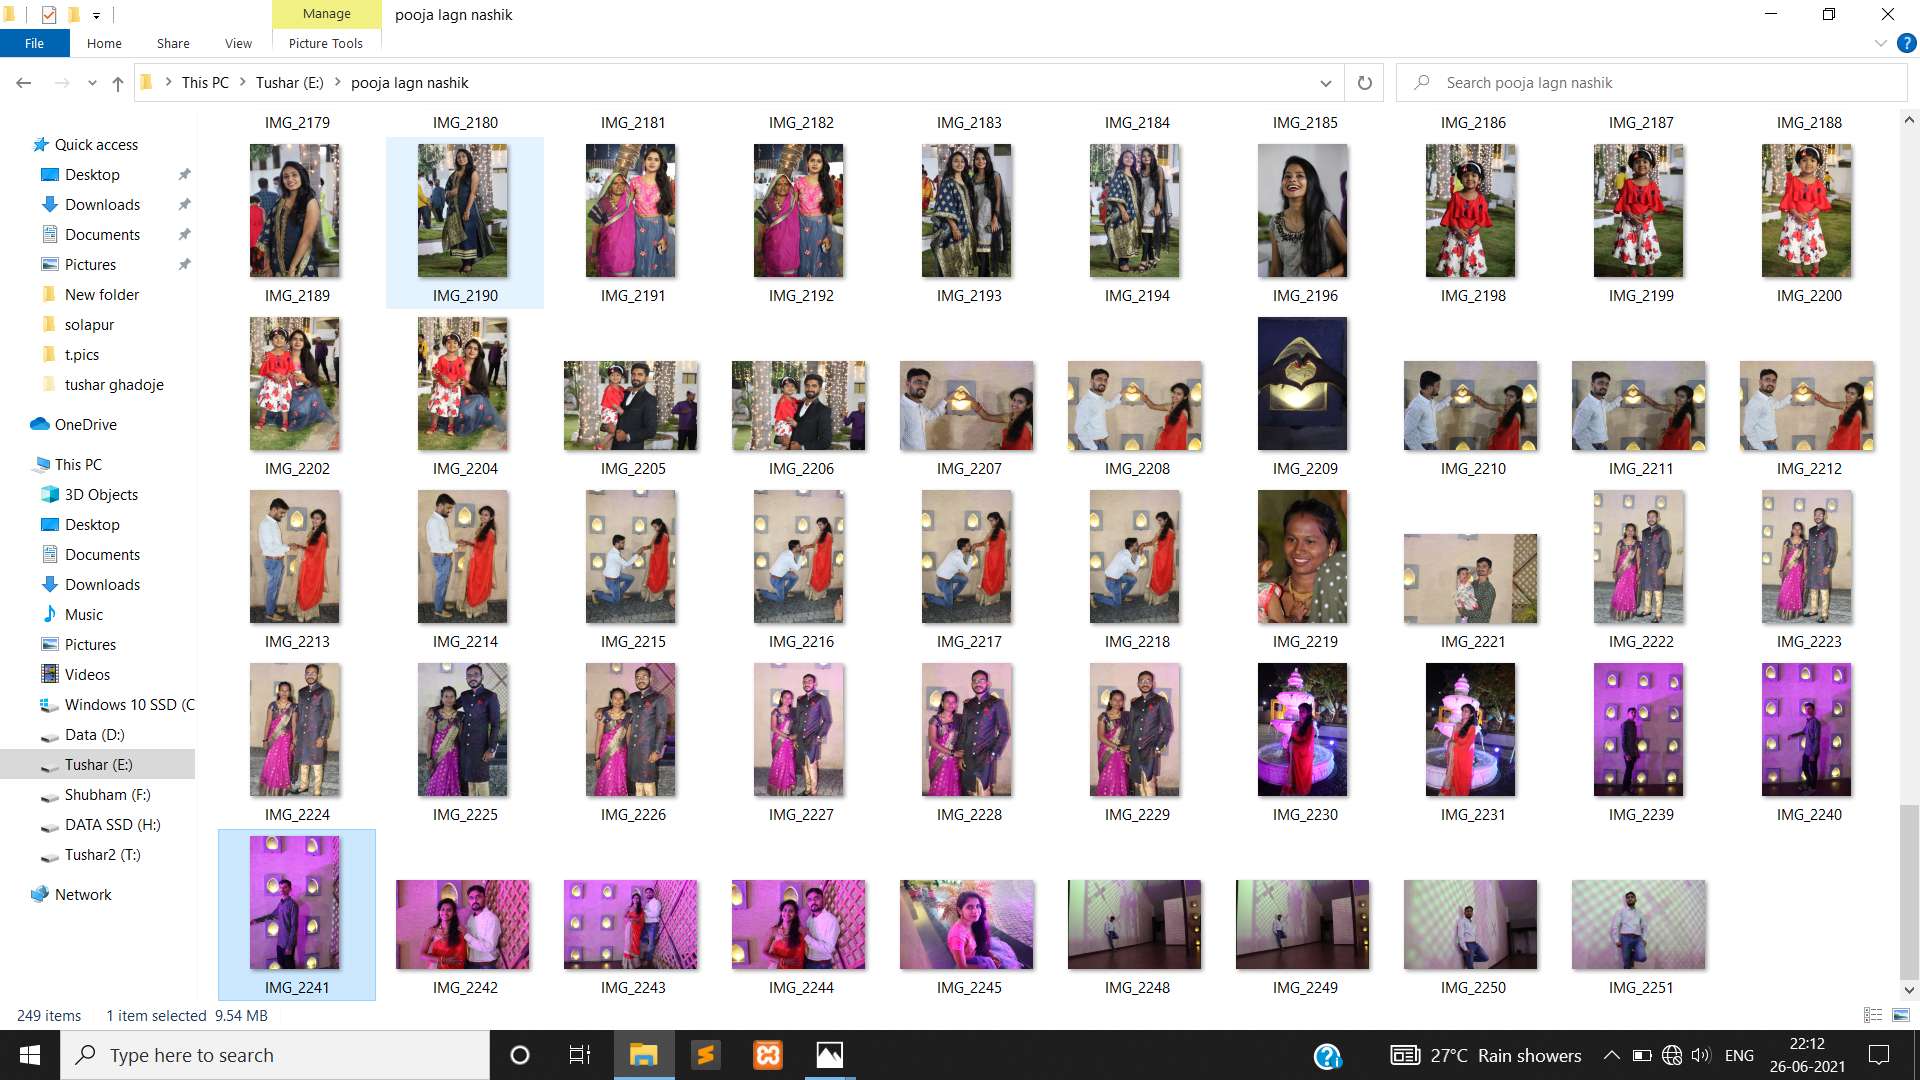 Manage
pooja lagn nashik
File
Home
Share
View
Picture Tools
?
This PC
Tushar (E:)
pooja lagn nashik
Search pooja lagn nashik
Quick access
Desktop
Downloads
Documents
Pictures
New folder
solapur
t.pics
tushar ghadoje
OneDrive
This PC
3D Objects
Desktop
Documents
Downloads
Music
Pictures
Videos
Windows 10 SSD (C
Data (D:)
Tushar (E:)
Shubham (F:)
DATA SSD (H:)
Tushar2 (T:)
Network
IMG_2179 IMG_2180 IMG_2181 IMG_2182 IMG_2183 IMG_2184 IMG_2185 IMG_2186 IMG_2187 IMG_2188
IMG_2189 IMG_2190 IMG_2191 IMG_2192 IMG_2193 IMG_2194 IMG_2196 IMG_2198 IMG_2199 IMG_2200
IMG_2202 IMG_2204 IMG_2205 IMG_2206 IMG_2207 IMG_2208 IMG_2209 IMG_2210 IMG_2211 IMG_2212
IMG_2213 IMG_2214 IMG_2215 IMG_2216 IMG_2217 IMG_2218 IMG_2219 IMG_2221 IMG_2222 IMG_2223
IMG_2224 IMG_2225 IMG_2226 IMG_2227 IMG_2228 IMG_2229 IMG_2230 IMG_2231 IMG_2239 IMG_2240
IMG_2241 IMG_2242 IMG_2243 IMG_2244 IMG_2245 IMG_2248 IMG_2249 IMG_2250 IMG_2251
249 items 1 item selected 9.54 MB
Type here to search
27°C Rain showers
ENG
22:12
26-06-2021